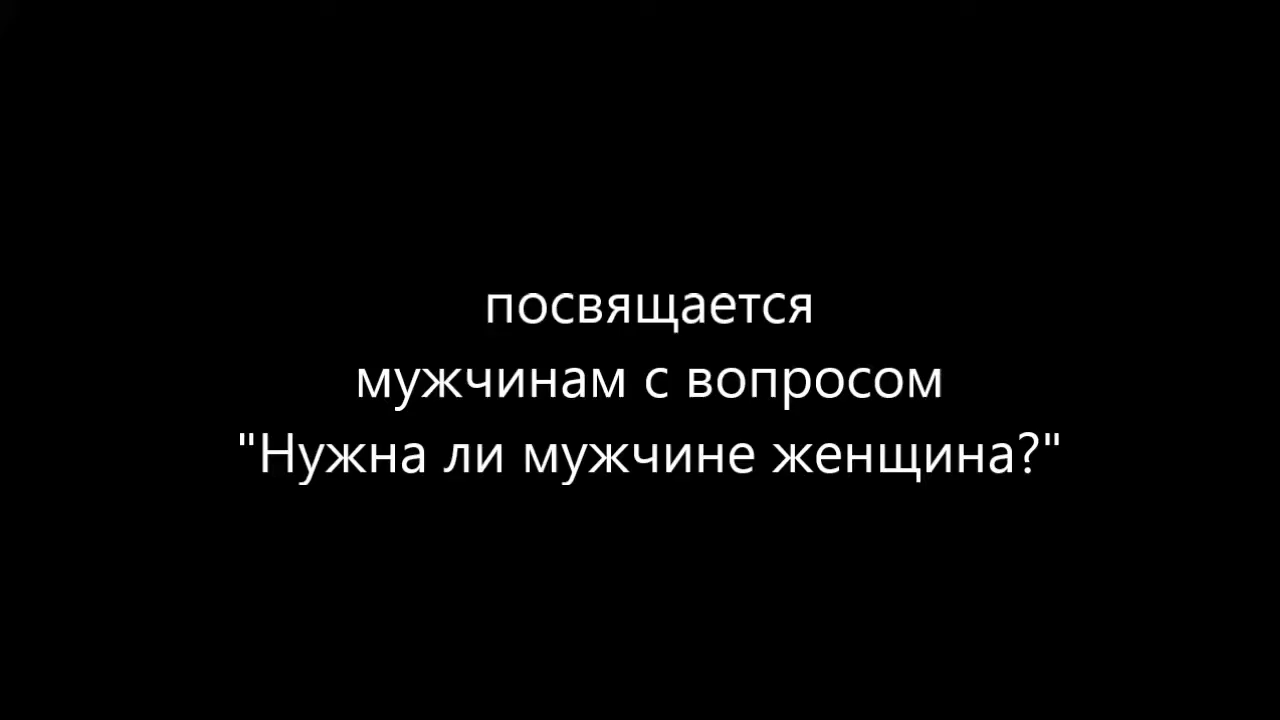 посвящается
мужчинам с вопросом
"Нужна ли мужчине женщина?"